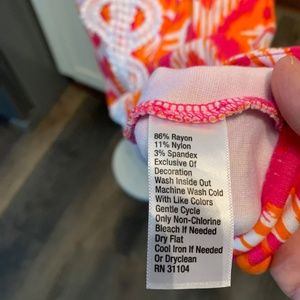 86% Rayon
11% Nylon
3% Spandex
Exclusive Of
Decoration
Wash Inside Out
Machine Wash Cold
With Like Colors
Gentle Cycle
Only Non-Chlorine
Bleach If Needed
Dry Flat
Cool Iron If Needed
Or Dryclean
RN 31104